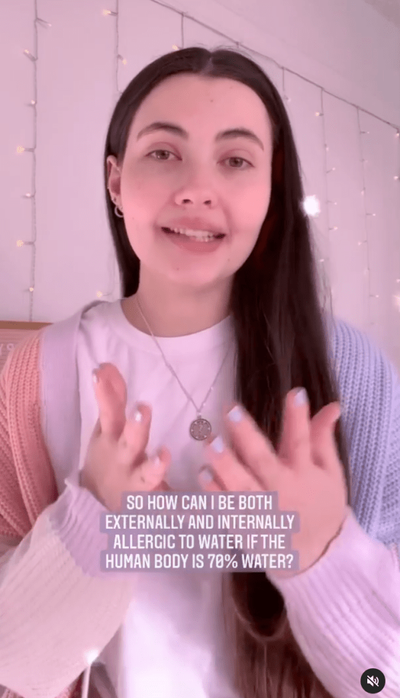 SO HOW CAN I BE BOTH
EXTERNALLY AND INTERNALLY
ALLERGIC TO WATER IF THE
HUMAN BODY IS 70% WATER?